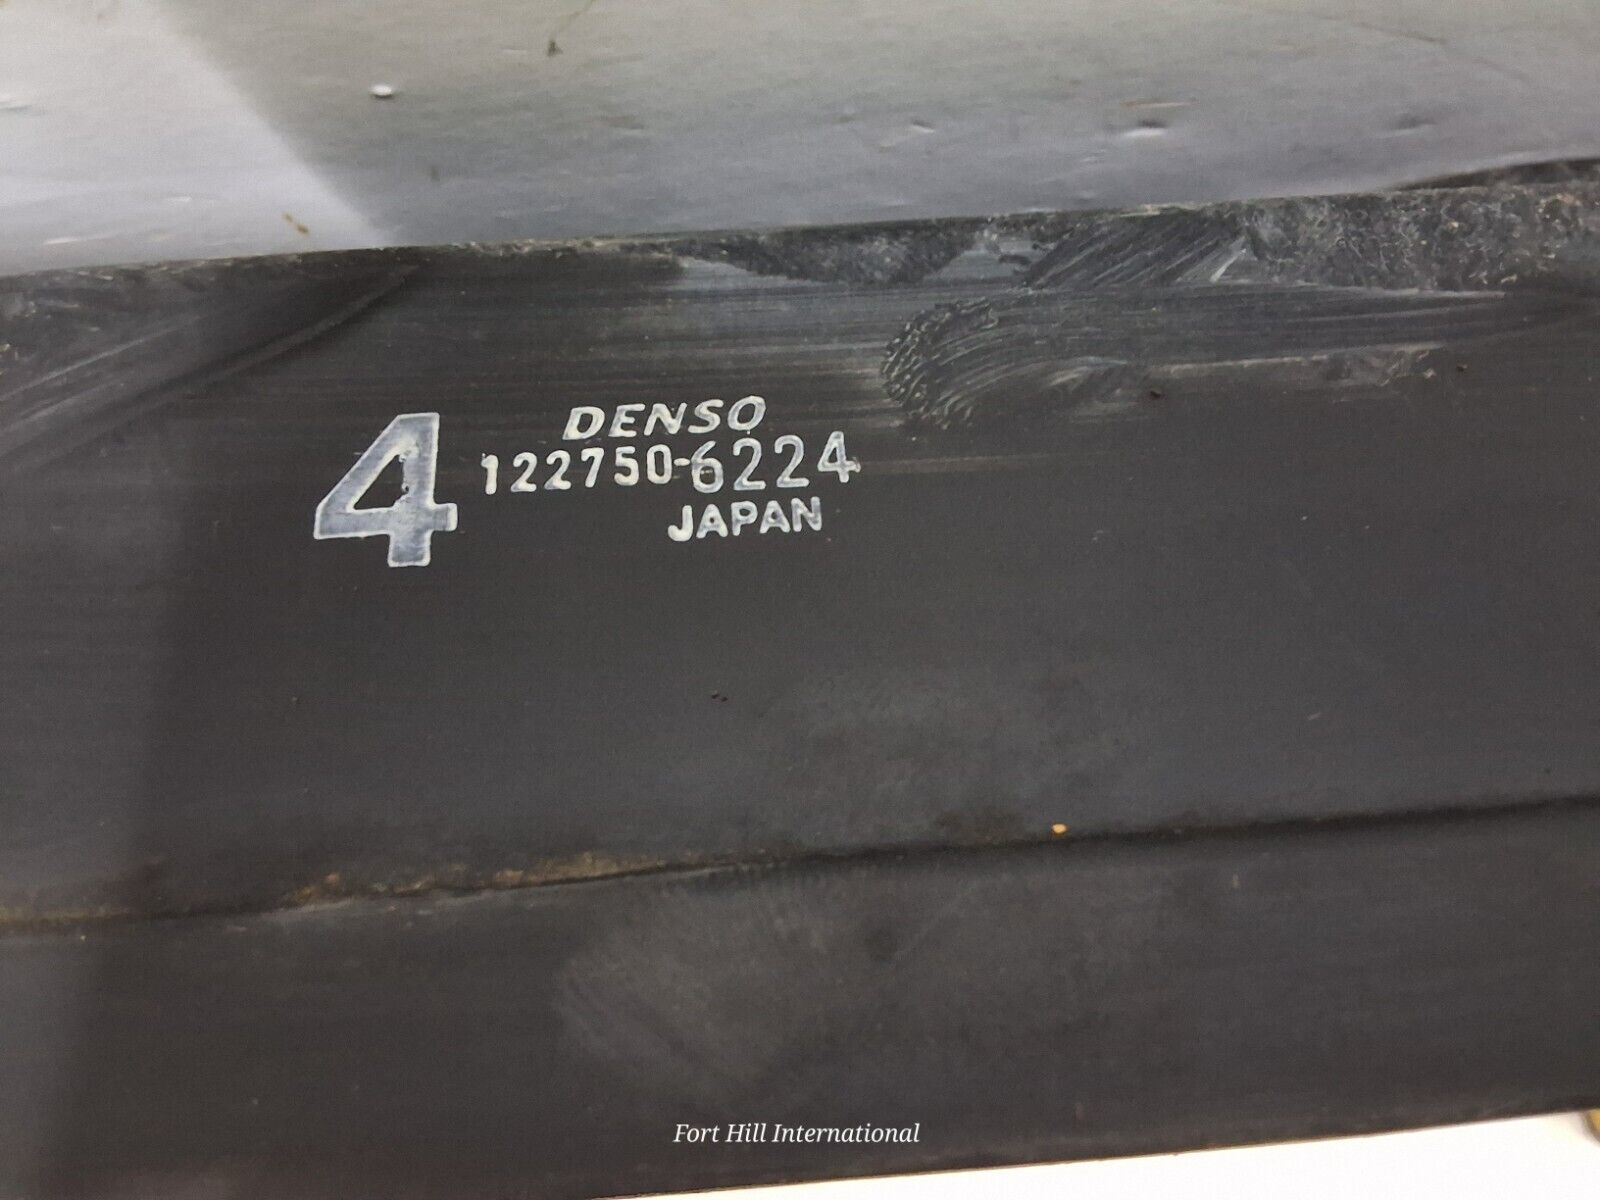 4
DENSO
122750-6224
JAPAN
Fort Hill International